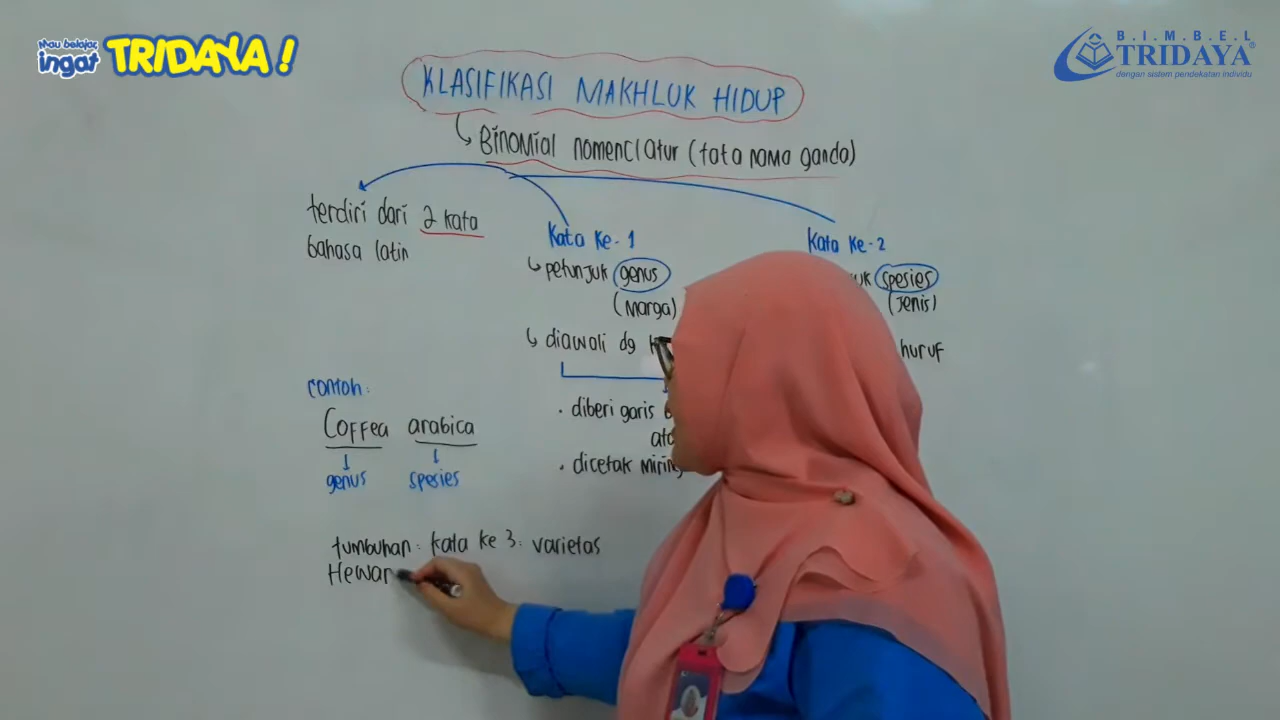 Mau belajar,
ingat TRIDAYA !
B.I.M.B.E.L
TRIDAYA®
dengan sistem pendekatan individu
KLASIFIKASI MAKHLUK HIDUP
Binomial nomenclatur (tata nama ganda)
terdiri dari 2 kata
bahasa latin
Kata Ke-1
petunjuk genus
(Marga)
diawali dg
• diberi garis
• dicetak miring
Kata Ke-2
spesies
(Jenis)
huruf
contoh:
Coffea arabica
genus spesies
tumbuhan: kata ke 3: varietas
Hewan